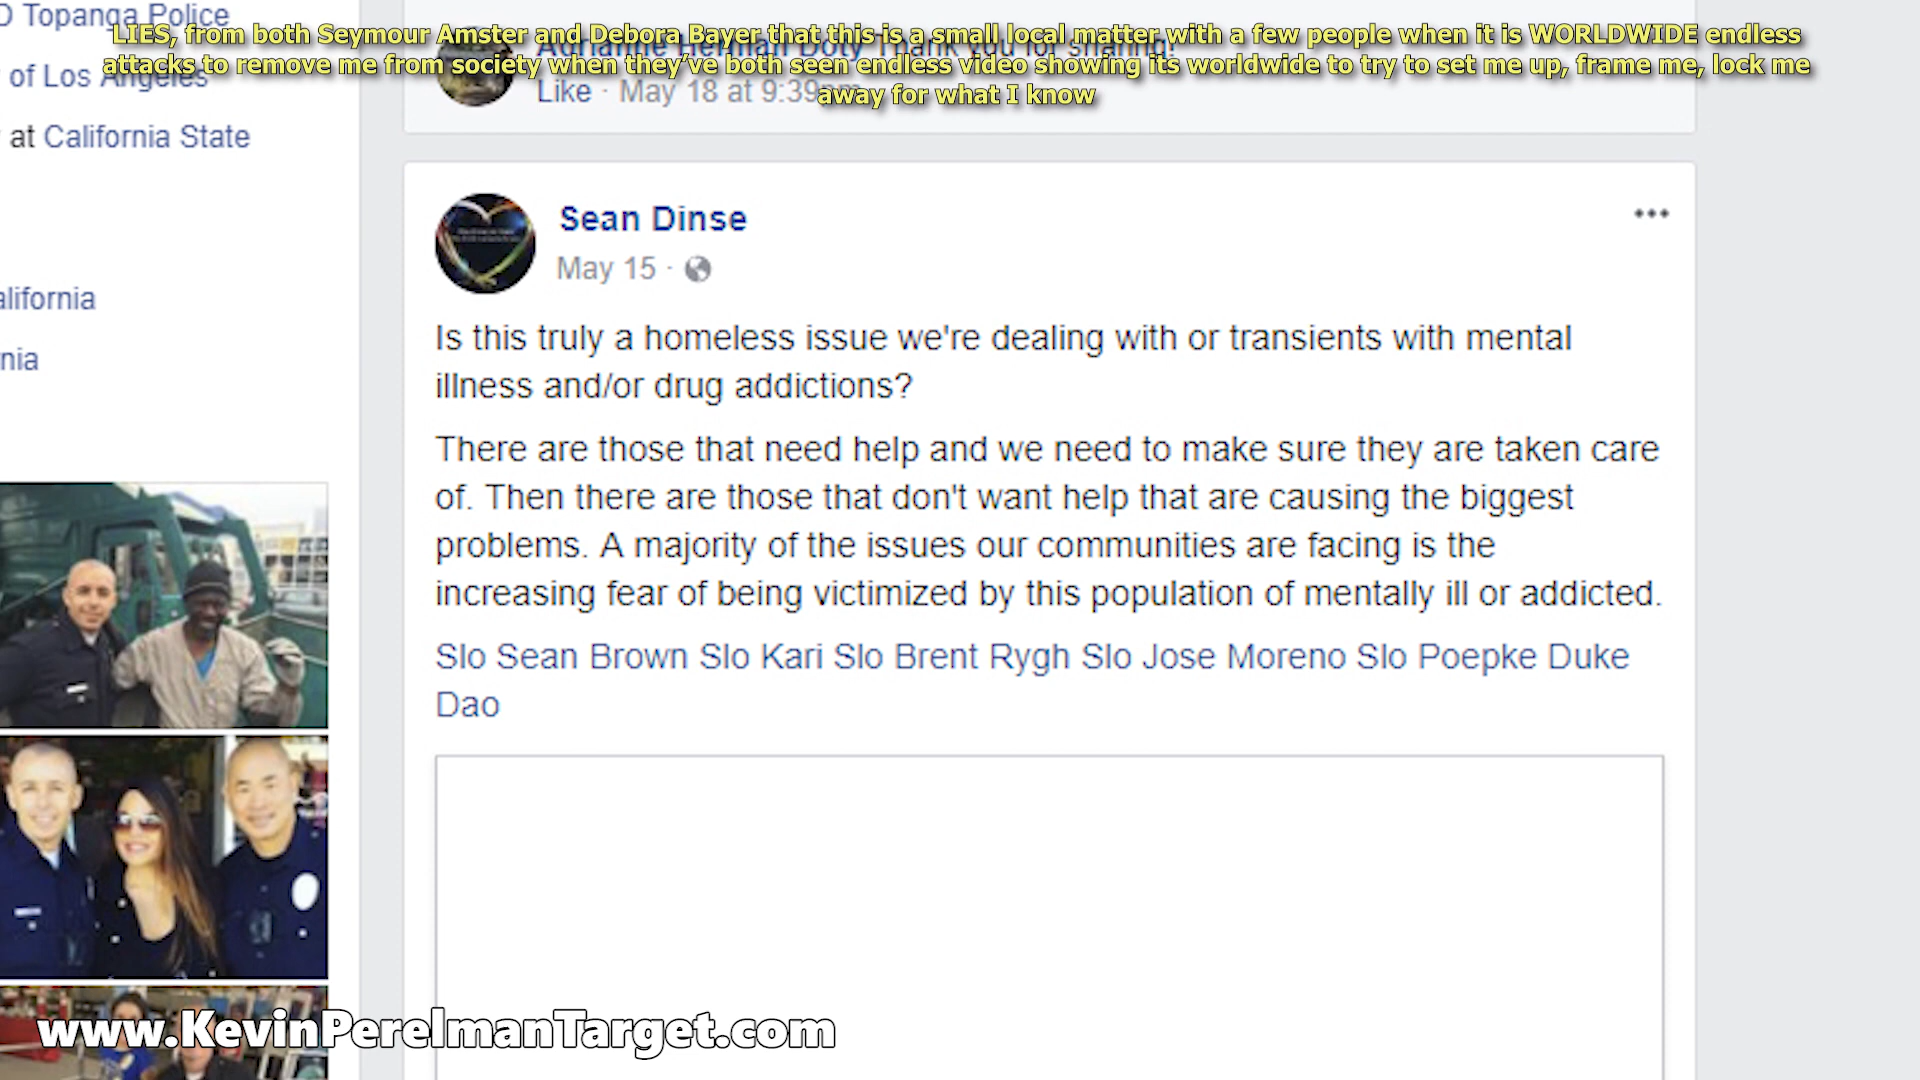 LIES, from both Seymour Amster and Debora Bayer that this is a small local matter with a few people when it is WORLDWIDE endless
attacks to remove me from society when they've both seen endless video showing its worldwide to try to set me up, frame me, lock me
away for what I know
D Topanga Police
of Los Angeles
at California State
alifornia
nia
Adrianne Herman Doty Thank you for sharing!
Like · May 18 at 9:39pm
Sean Dinse
May 15 ·
Is this truly a homeless issue we're dealing with or transients with mental
illness and/or drug addictions?
There are those that need help and we need to make sure they are taken care
of. Then there are those that don't want help that are causing the biggest
problems. A majority of the issues our communities are facing is the
increasing fear of being victimized by this population of mentally ill or addicted.
Slo Sean Brown Slo Kari Slo Brent Rygh Slo Jose Moreno Slo Poepke Duke
Dao
www.KevinPerelmanTarget.com